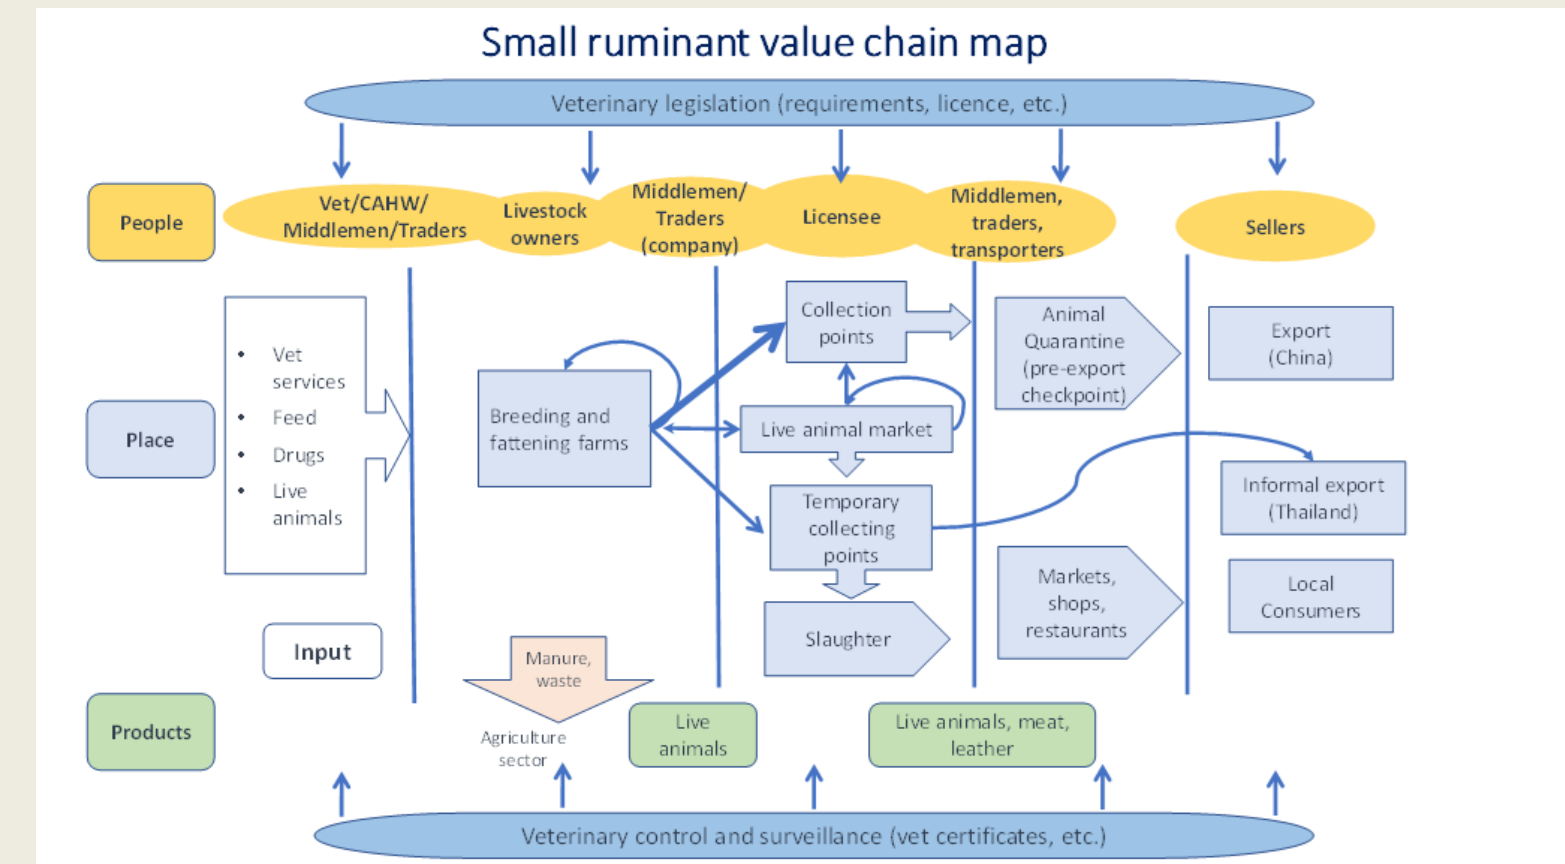 Small ruminant value chain map
Veterinary legislation (requirements, licence, etc.)
People
Vet/CAHW/
Middlemen/Traders
Livestock
owners
Middlemen/
Traders
(company)
Licensee
Middlemen,
traders,
transporters
Sellers
Place
• Vet
services
• Feed
• Drugs
• Live
animals
Breeding and
fattening farms
Collection
points
Live animal market
Temporary
collecting
points
Slaughter
Animal
Quarantine
(pre-export
checkpoint)
Markets,
shops,
restaurants
Export
(China)
Informal export
(Thailand)
Local
Consumers
Input
Manure,
waste
Agriculture
sector
Products
Live
animals
Live animals, meat,
leather
Veterinary control and surveillance (vet certificates, etc.)